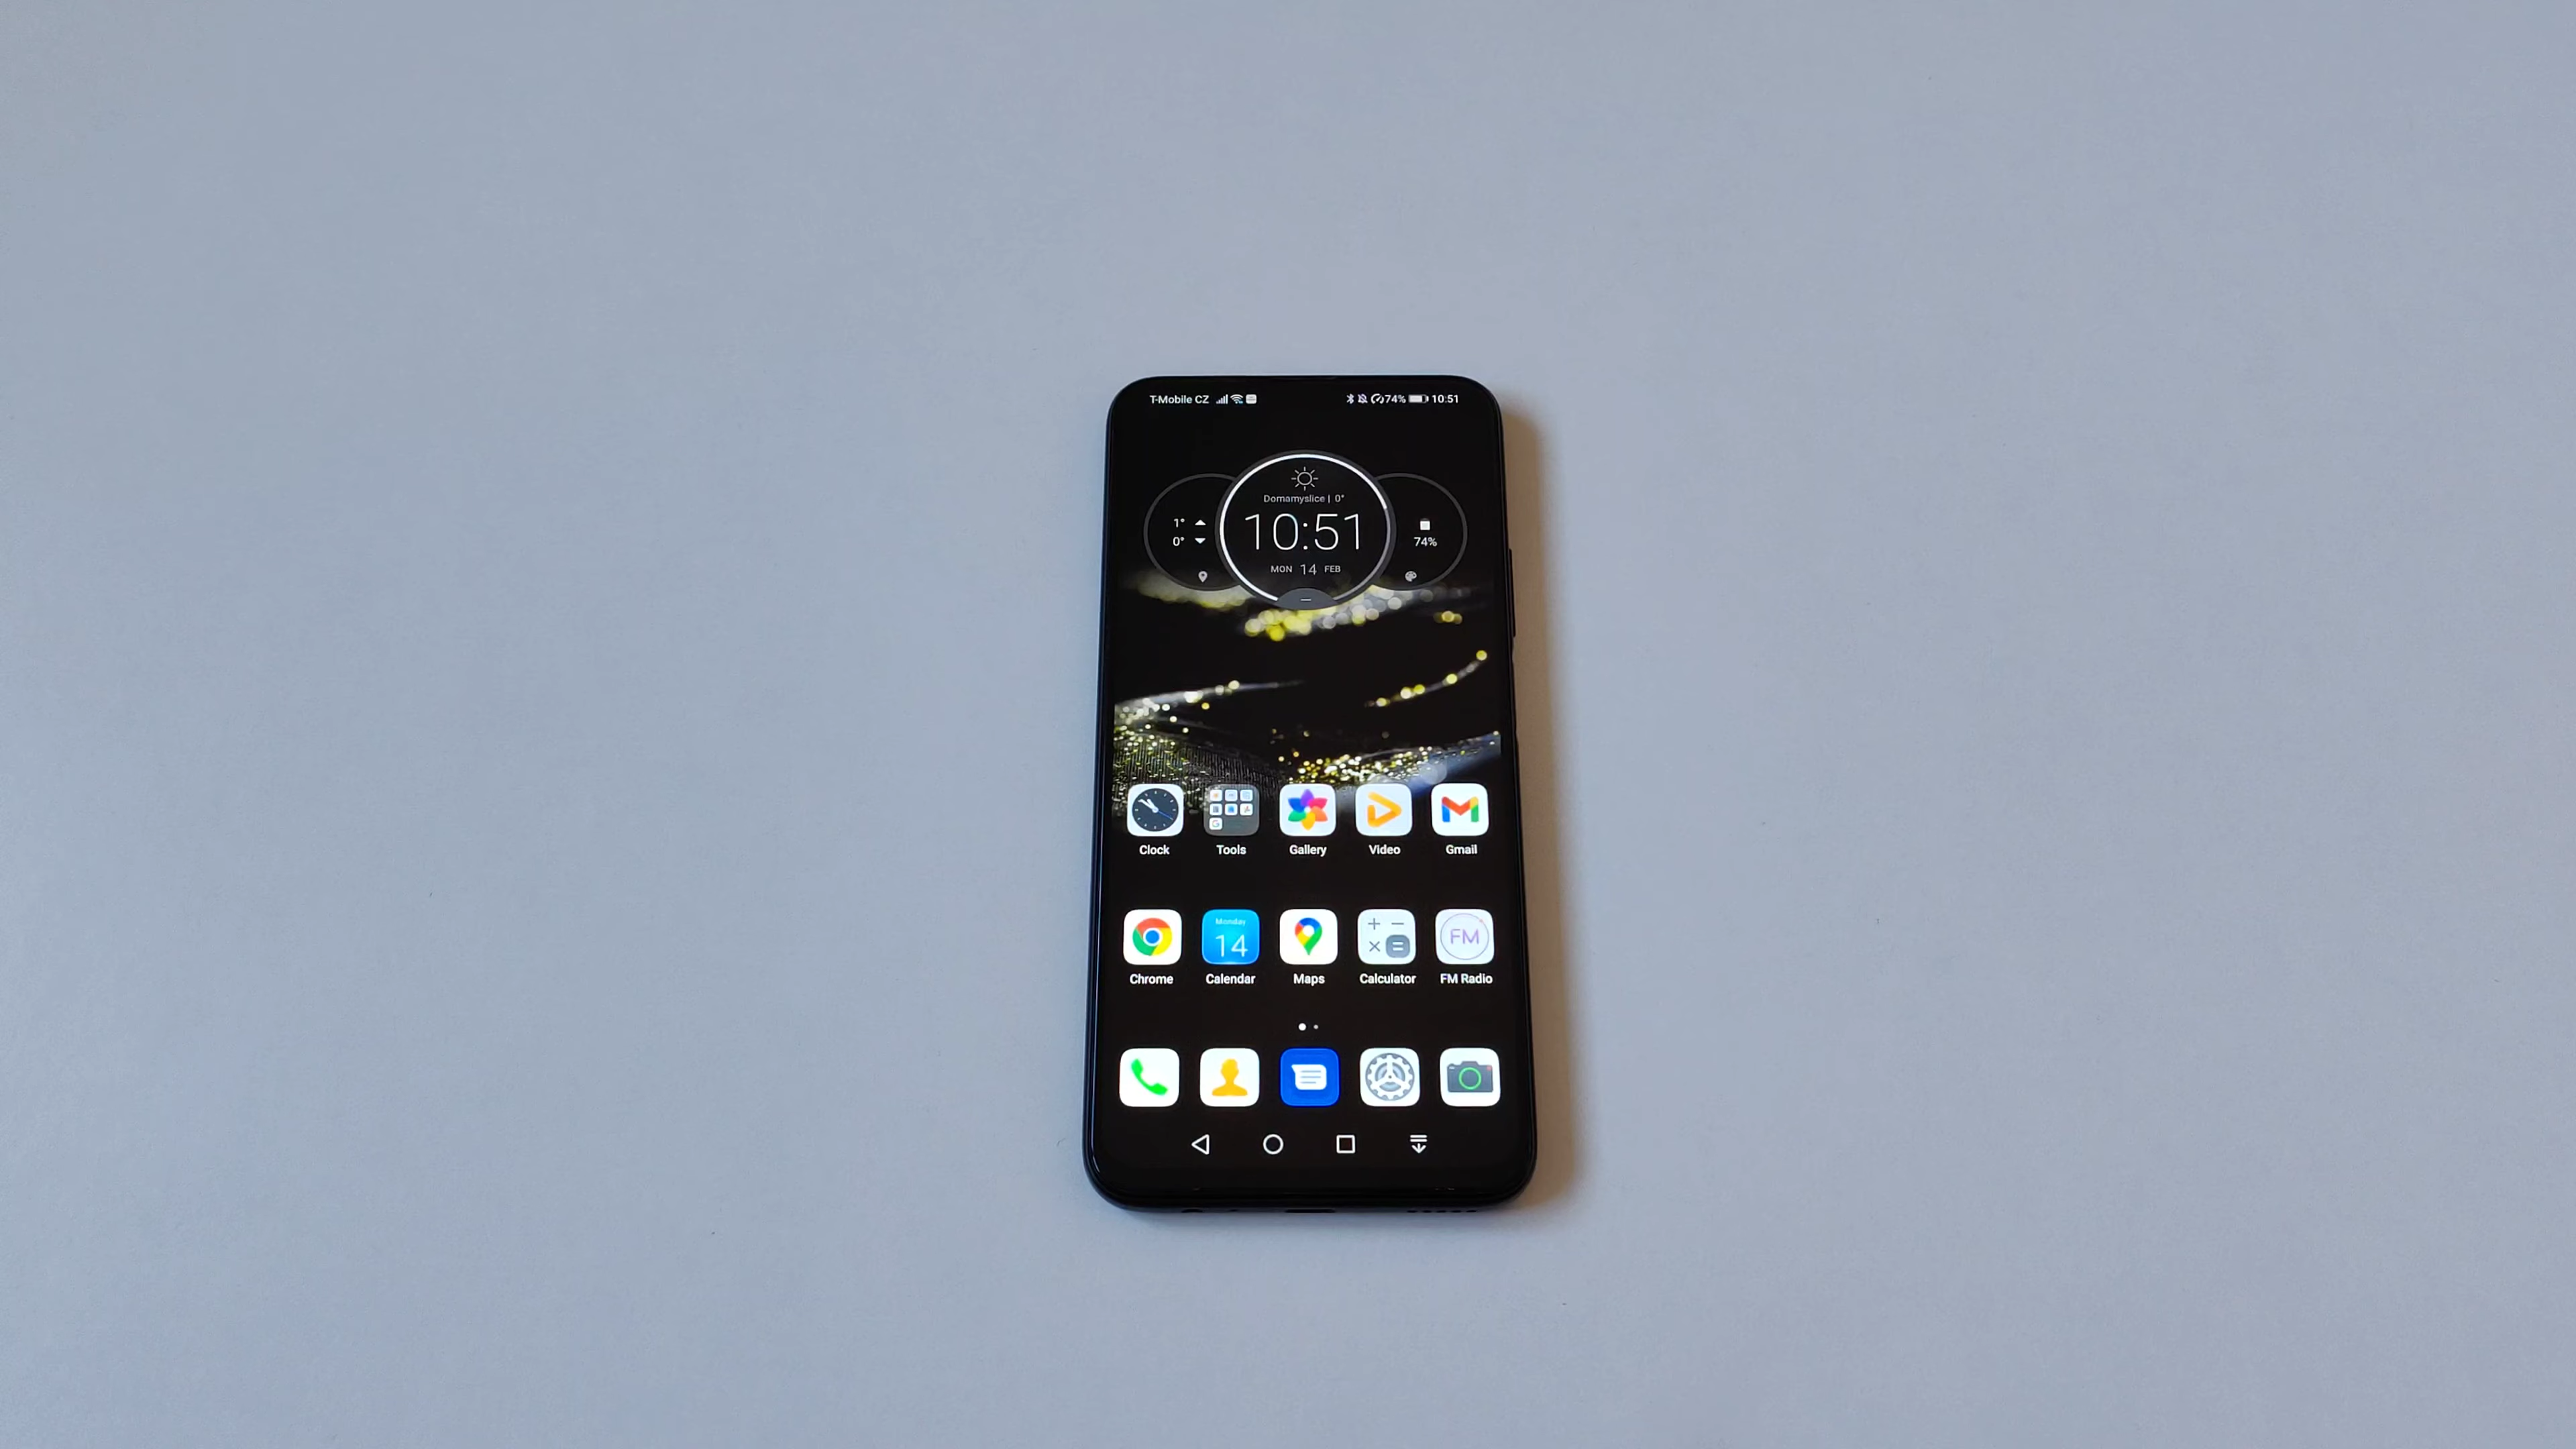 T-Mobile CZ 74% 10:51
Domamyslice | 0°
1°
10:51
0°
74%
MON 14 FEB
Clock Tools Gallery Video Gmail
Monday
14
FM
Chrome Calendar Maps Calculator FM Radio